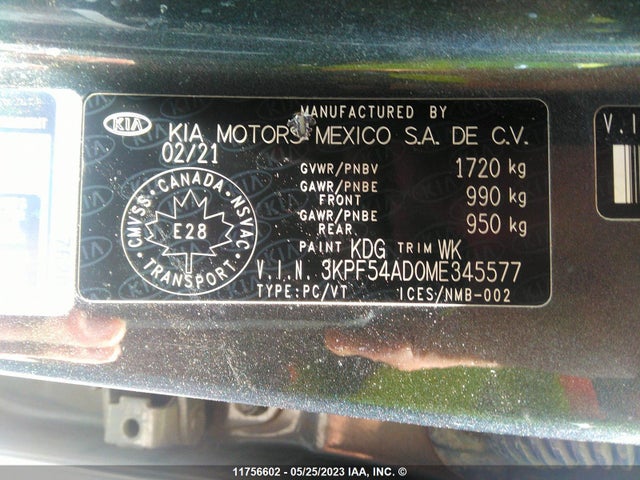 MANUFACTURED BY
KIA KIA MOTORS MEXICO S.A. DE C.V.
02/21
GVWR/PNBV 1720 kg
GAWR/PNBE FRONT 990 kg
GAWR/PNBE REAR. 950 kg
CMVSS · CANADA · NSVAC
E28
TRANSPORT
PAINT KDG TRIM WK
V.I.N. 3KPF54AD0ME345577
TYPE:PC/VT ICES/NMB-002
V.I
11756602 - 05/25/2023 IAA, INC. ©